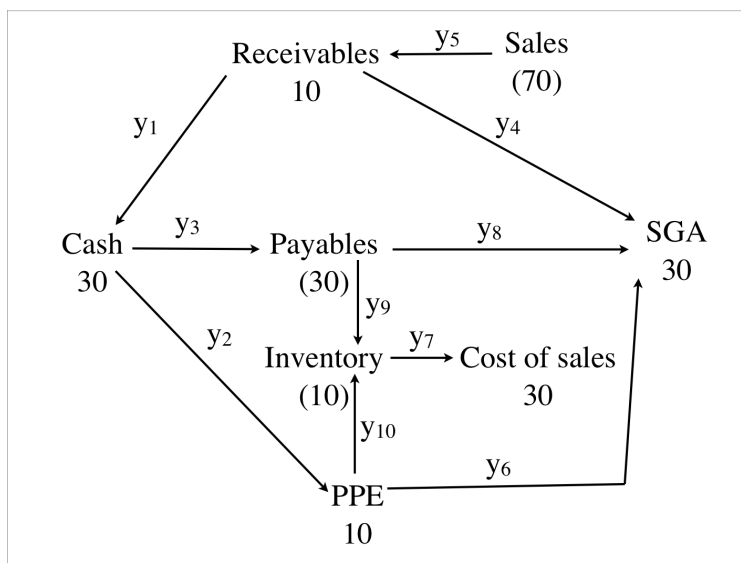 y5
Sales
Receivables
(70)
10
y1
y4
Cash
y3
Payables
y8
SGA
30
(30)
30
y9
y2
y7
Inventory
Cost of sales
(10)
30
y10
y6
PPE
10